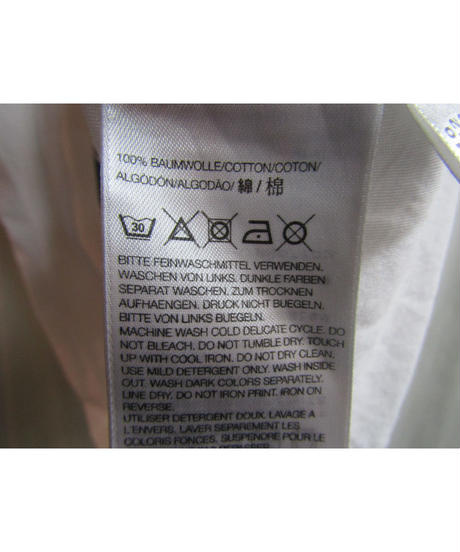 100% BAUMWOLLE/COTTON/COTON/
ALGODÓN/ALGODÃO/ 綿 / 棉
30
BITTE FEINWASCHMITTEL VERWENDEN.
WASCHEN VON LINKS. DUNKLE FARBEN
SEPARAT WASCHEN. ZUM TROCKNEN
AUFHAENGEN. DRUCK NICHT BUEGELN.
BITTE VON LINKS BUEGELN.
MACHINE WASH COLD DELICATE CYCLE. DO
NOT BLEACH. DO NOT TUMBLE DRY. TOUCH
UP WITH COOL IRON. DO NOT DRY CLEAN.
USE MILD DETERGENT ONLY. WASH INSIDE
OUT. WASH DARK COLORS SEPARATELY.
LINE DRY. DO NOT IRON PRINT. IRON ON
REVERSE.
UTILISER DETERGENT DOUX. LAVAGE A
L'ENVERS. LAVER SEPAREMENT LES
COLORIS FONCES. SUSPENDRE POUR LE